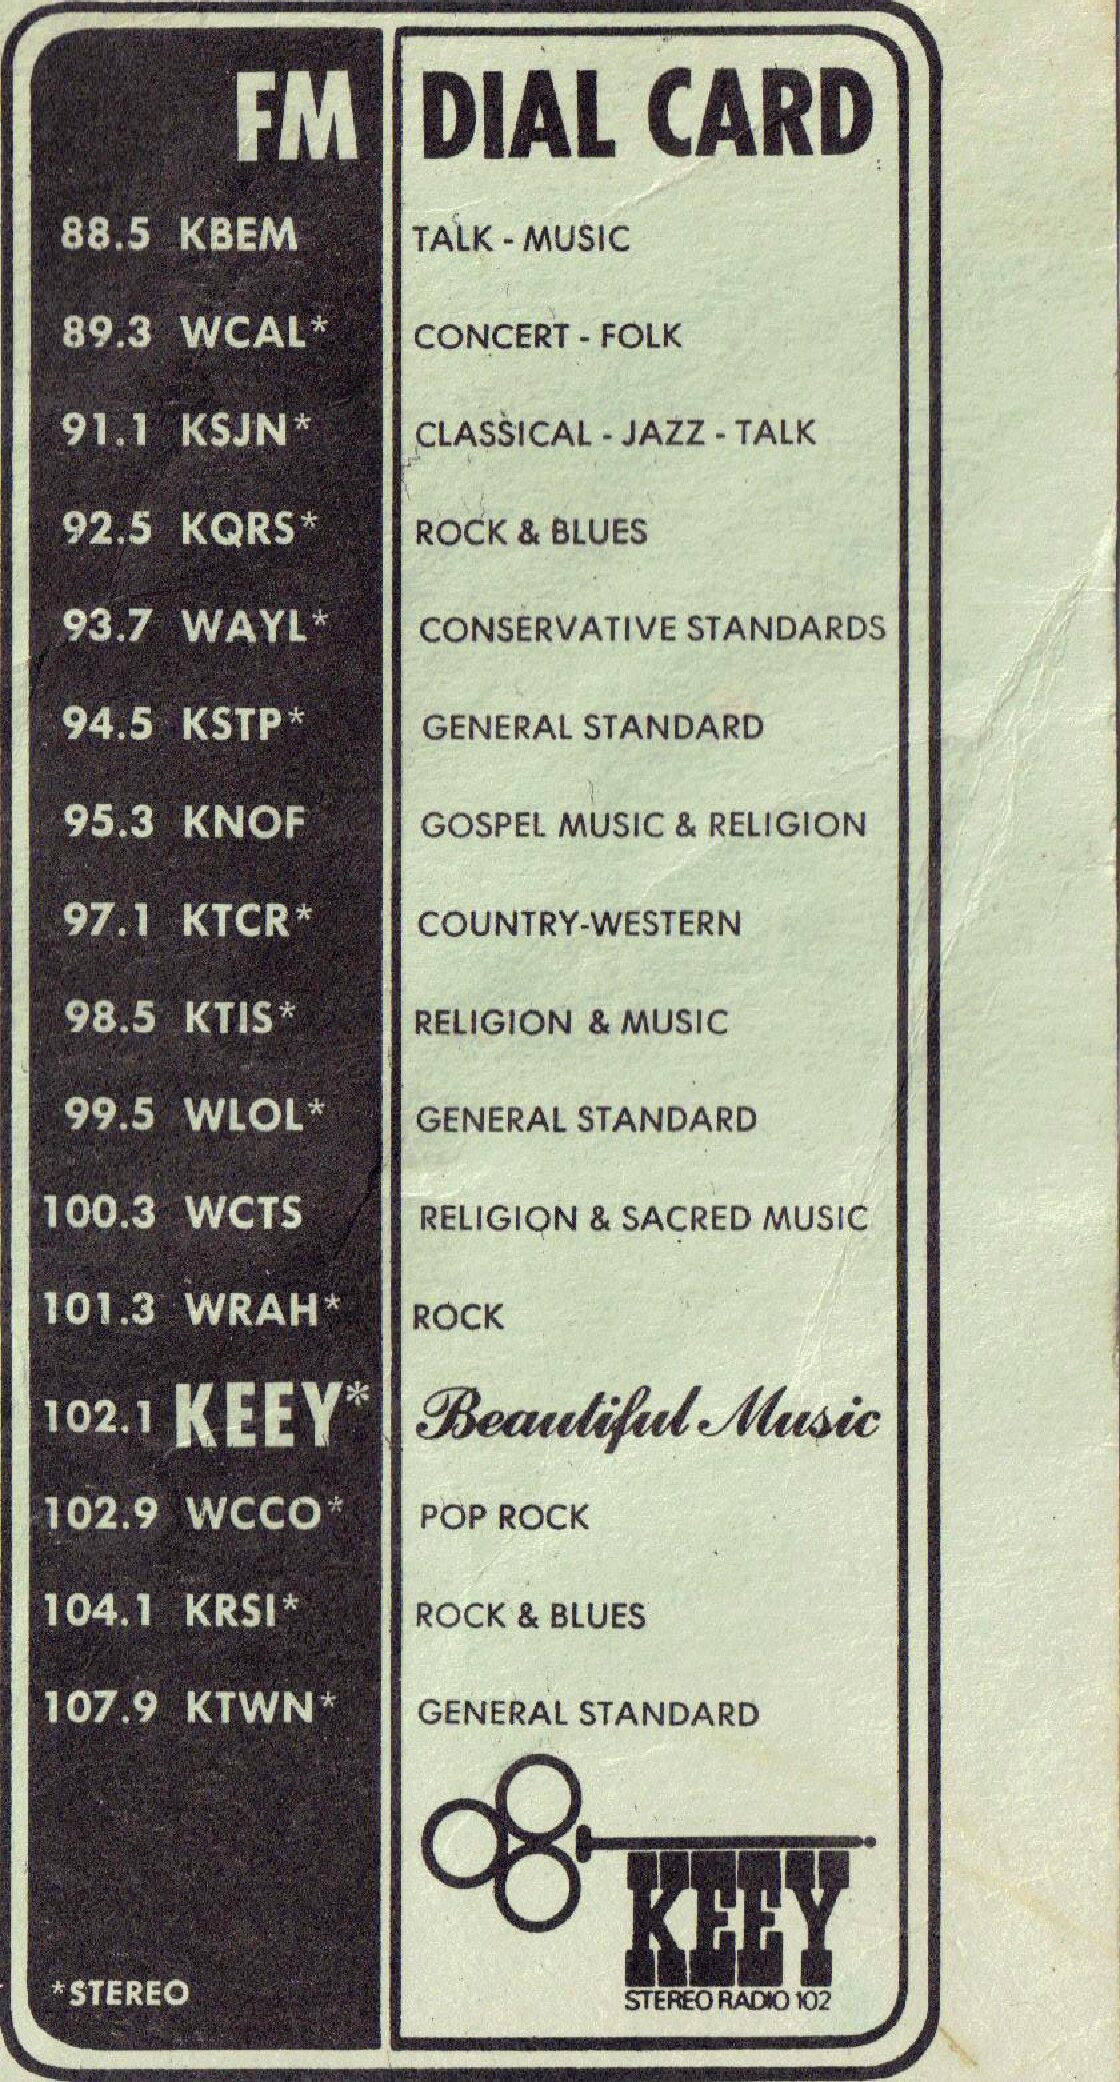 FM DIAL CARD
88.5 KBEM TALK - MUSIC
89.3 WCAL* CONCERT - FOLK
91.1 KSJN* CLASSICAL - JAZZ - TALK
92.5 KQRS* ROCK & BLUES
93.7 WAYL* CONSERVATIVE STANDARDS
94.5 KSTP* GENERAL STANDARD
95.3 KNOF GOSPEL MUSIC & RELIGION
97.1 KTCR* COUNTRY-WESTERN
98.5 KTIS* RELIGION & MUSIC
99.5 WLOL* GENERAL STANDARD
100.3 WCTS RELIGION & SACRED MUSIC
101.3 WRAH* ROCK
102.1 KEEY* Beautiful Music
102.9 WCCO* POP ROCK
104.1 KRSI* ROCK & BLUES
107.9 KTWN* GENERAL STANDARD
KEEY
*STEREO
STEREO RADIO 102